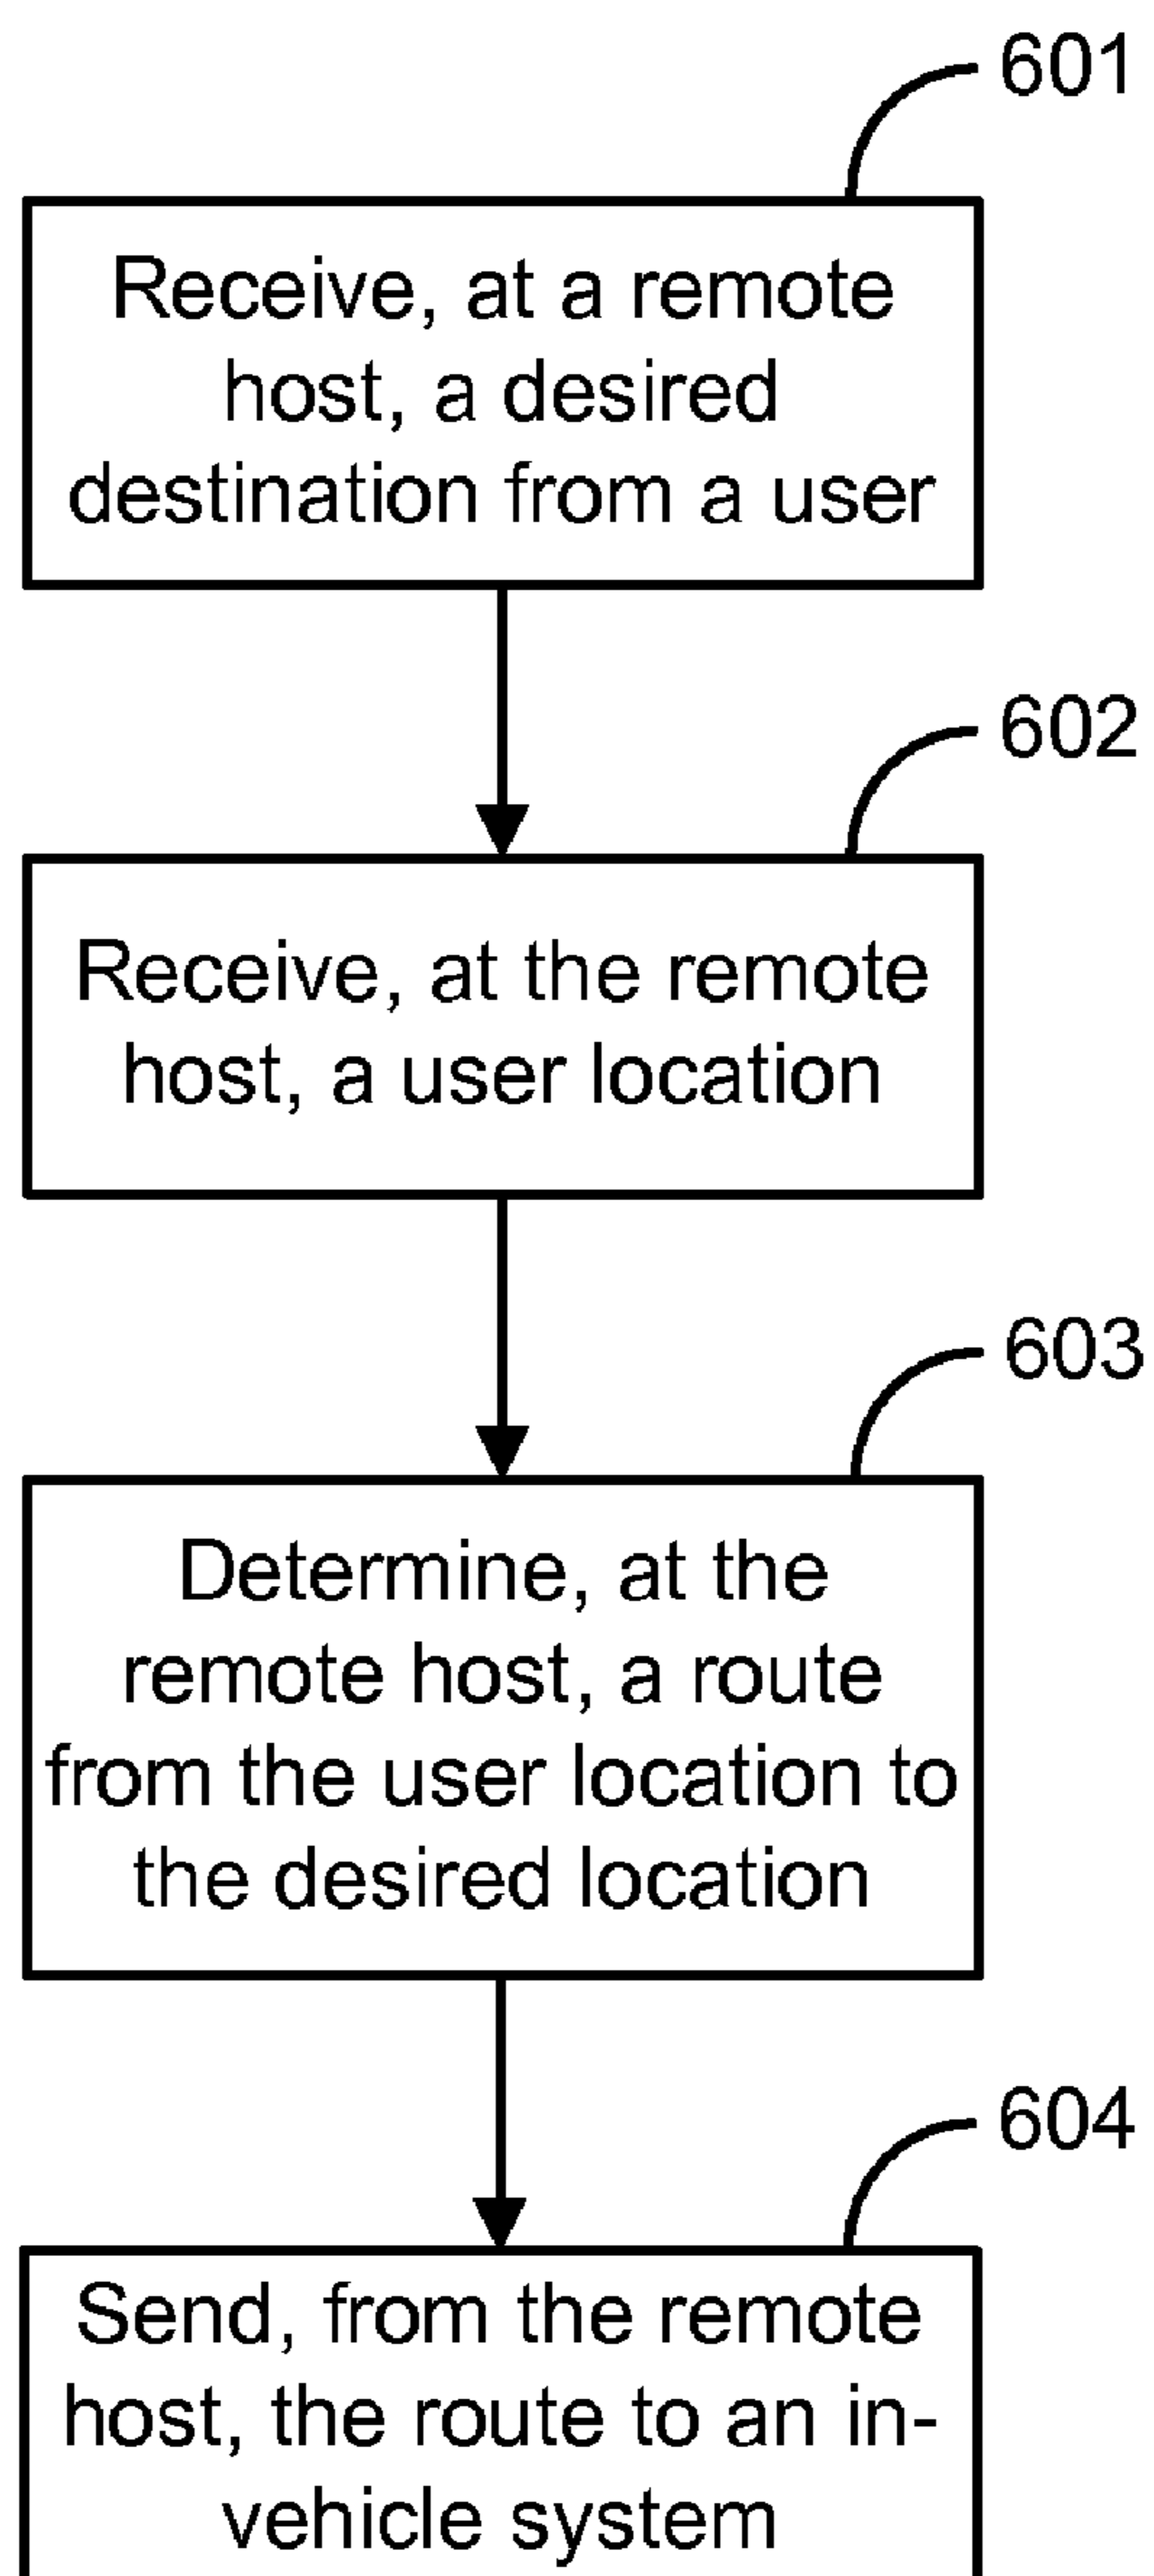 601
Receive, at a remote
host, a desired
destination from a user
602
Receive, at the remote
host, a user location
603
Determine, at the
remote host, a route
from the user location to
the desired location
604
Send, from the remote
host, the route to an in-
vehicle system